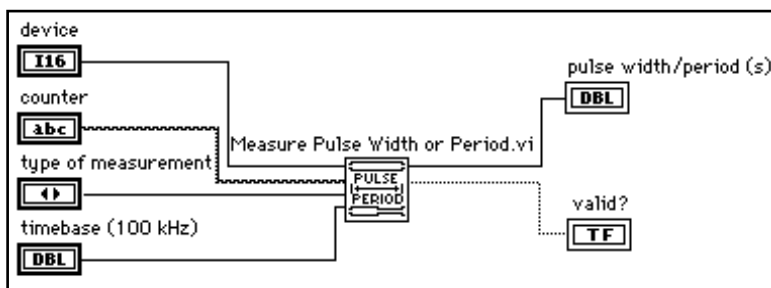 device
I16
pulse width/period (s)
DBL
counter
abc
Measure Pulse Width or Period.vi
type of measurement
PULSE
PERIOD
valid?
TF
timebase (100 kHz)
DBL